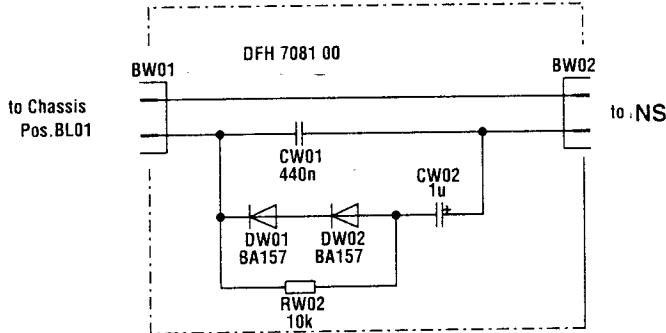 DFH 7081 00
BW01
BW02
to Chassis
Pos.BL01
to NS
CW01
440n
CW02
1u
+
DW01
BA157
DW02
BA157
RW02
10k